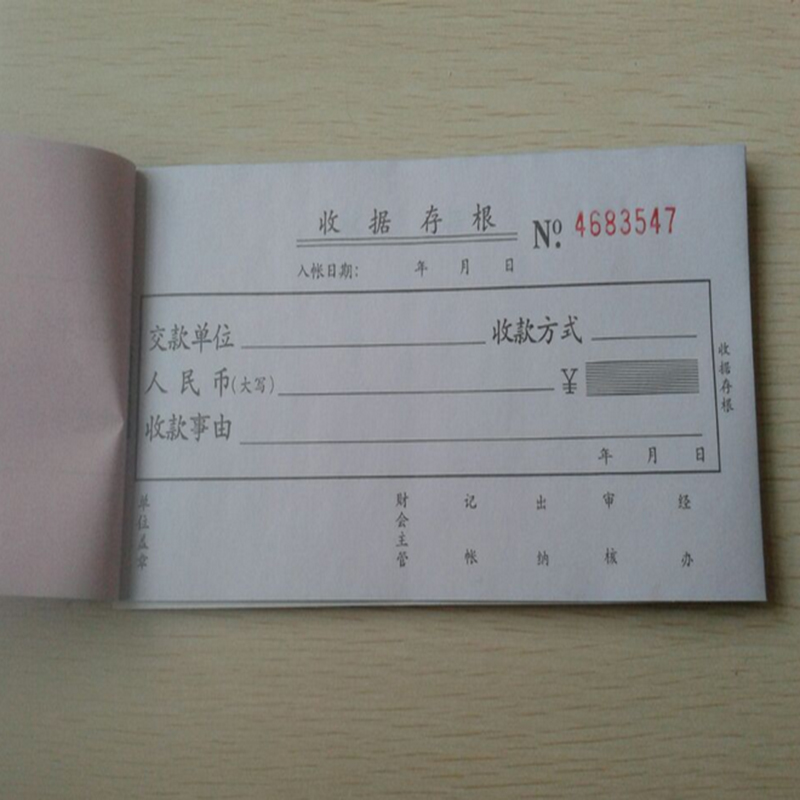 收据存根
No. 4683547
入帐日期： 年 月 日
交款单位 收款方式
人民币(大写) ¥
收款事由
年 月 日
收据存根
单位盖章 财会主管 记帐 出纳 审核 经办